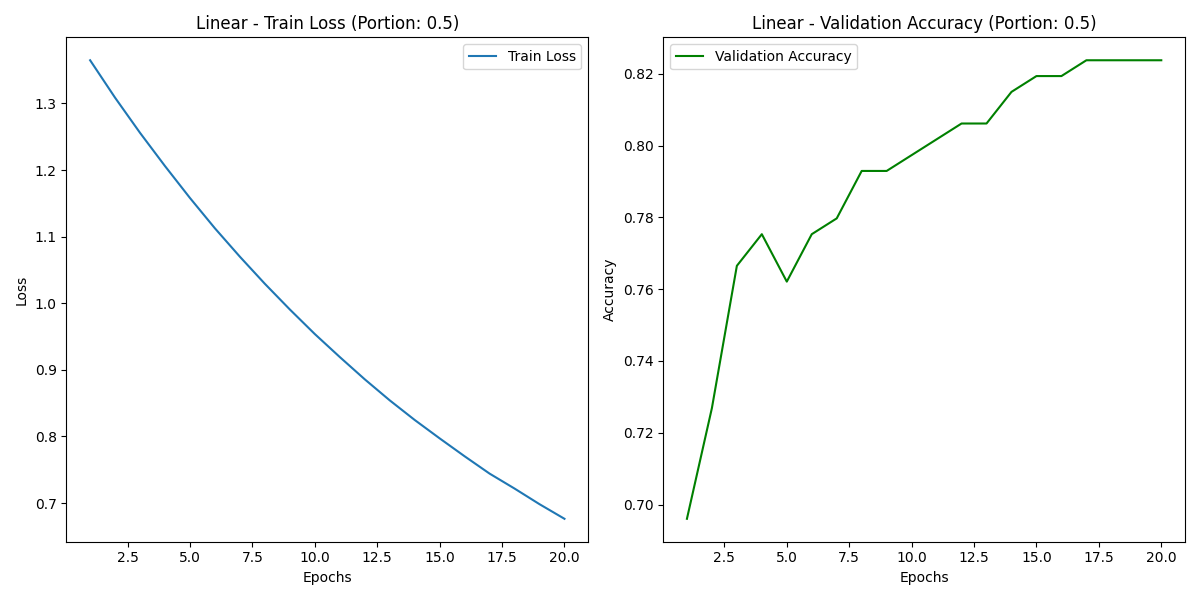 Linear - Train Loss (Portion: 0.5)
Train Loss
1.3
1.2
1.1
1.0
0.9
0.8
0.7
Loss
2.5 5.0 7.5 10.0 12.5 15.0 17.5 20.0
Epochs
Linear - Validation Accuracy (Portion: 0.5)
Validation Accuracy
0.82
0.80
0.78
0.76
0.74
0.72
0.70
Accuracy
2.5 5.0 7.5 10.0 12.5 15.0 17.5 20.0
Epochs